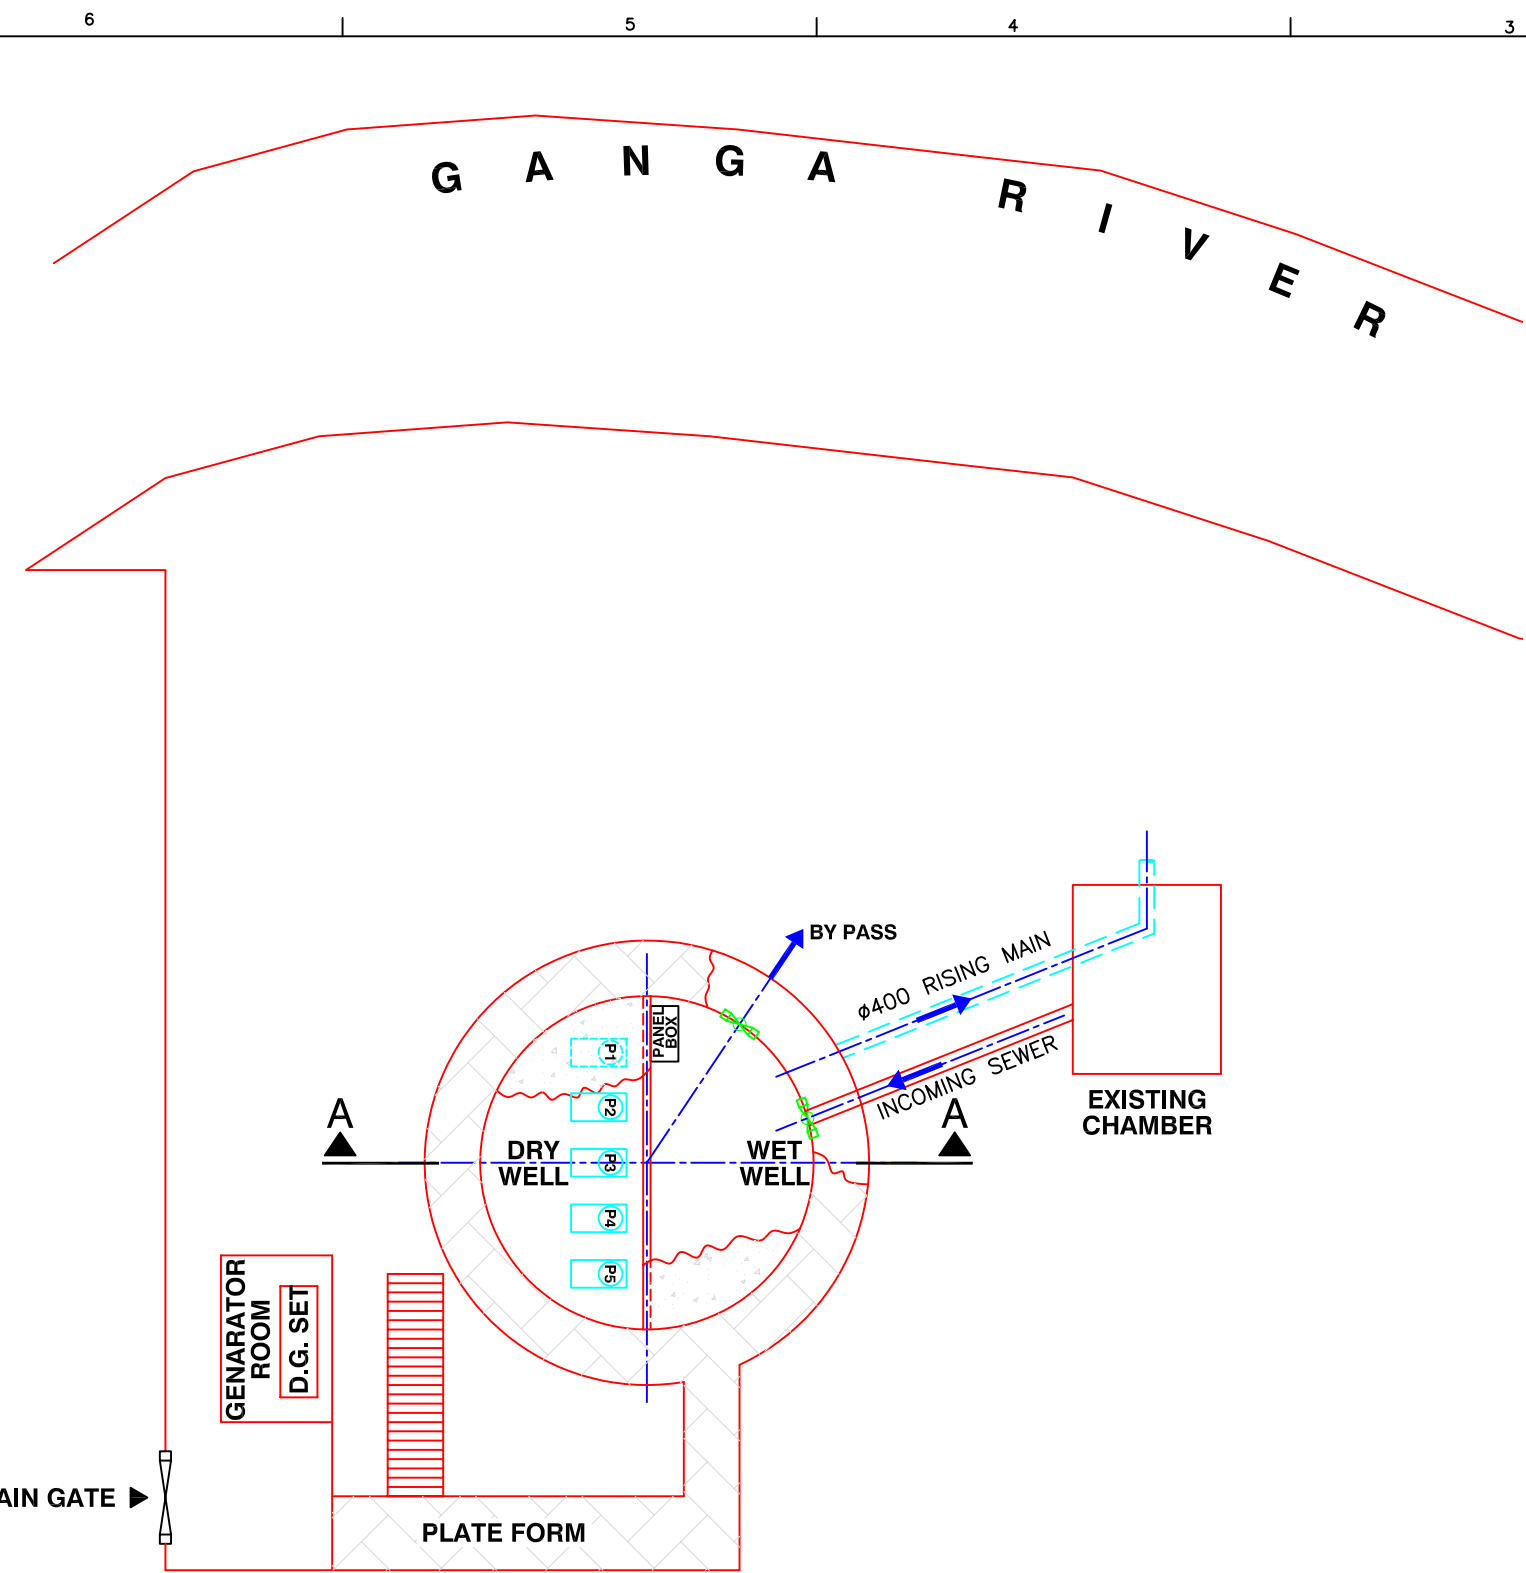 6 5 4 3
GANGA RIVER
BY PASS
ø400 RISING MAIN
INCOMING SEWER
EXISTING
CHAMBER
PANEL
BOX
P1
P2
P3
P4
P5
A
A
DRY
WELL
WET
WELL
GENARATOR
ROOM
D.G. SET
AIN GATE
PLATE FORM